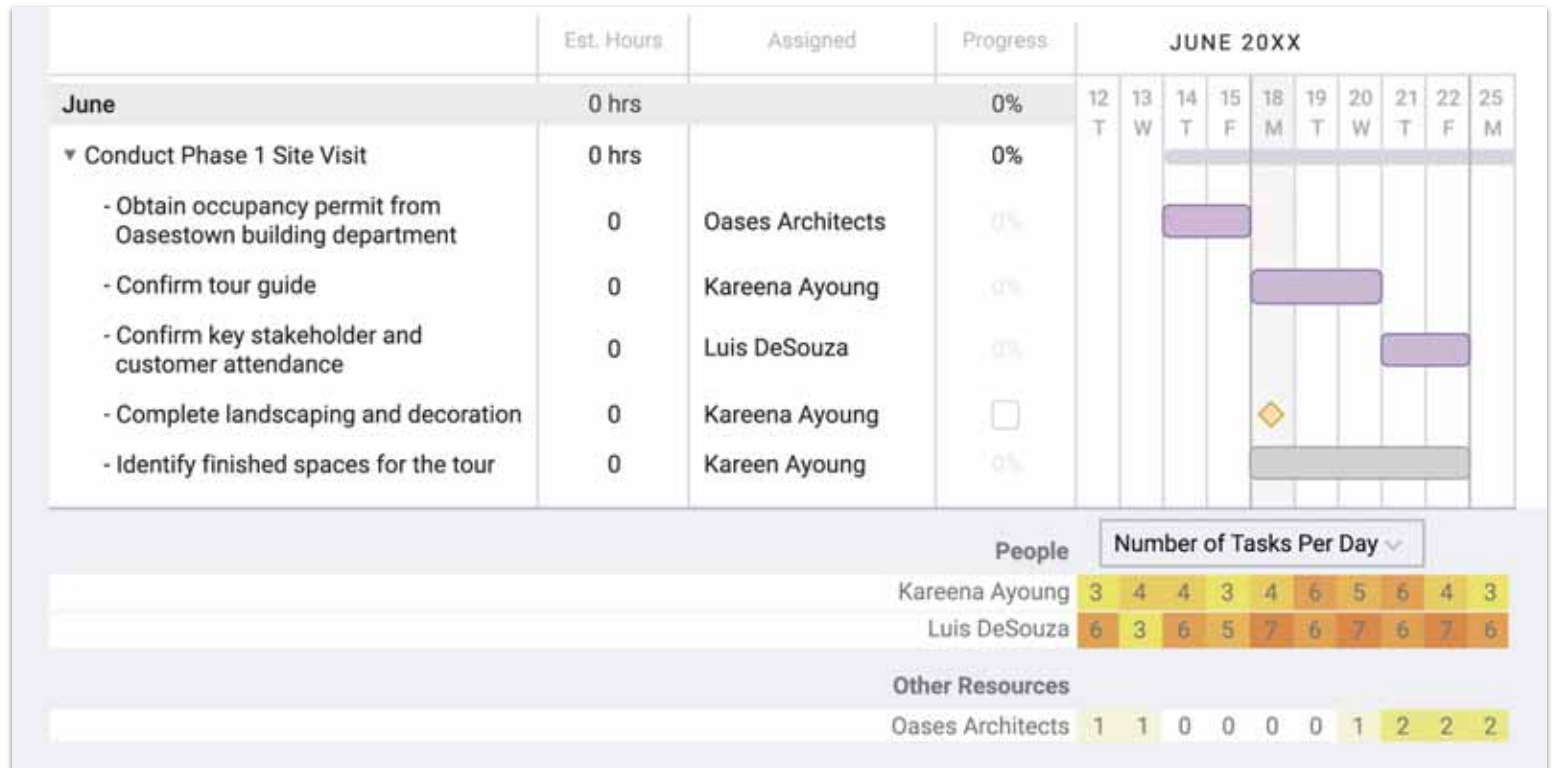 Est. Hours Assigned Progress JUNE 20XX
June 0 hrs 0% 12 13 14 15 18 19 20 21 22 25
T W T F M T W T F M
Conduct Phase 1 Site Visit 0 hrs 0%
- Obtain occupancy permit from
Oasestown building department 0 Oases Architects 0%
- Confirm tour guide 0 Kareena Ayoung 0%
- Confirm key stakeholder and
customer attendance 0 Luis DeSouza 0%
- Complete landscaping and decoration 0 Kareena Ayoung
- Identify finished spaces for the tour 0 Kareen Ayoung 0%
People Number of Tasks Per Day
Kareena Ayoung 3 4 4 3 4 6 5 6 4 3
Luis DeSouza 6 3 6 5 7 6 7 6 7 6
Other Resources
Oases Architects 1 1 0 0 0 0 1 2 2 2